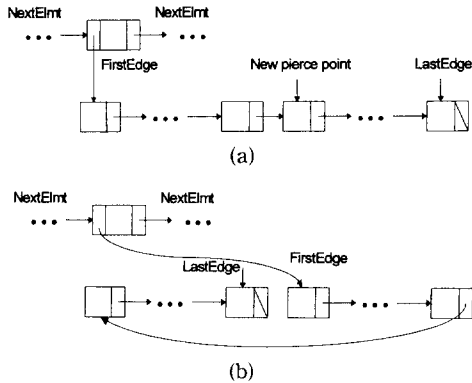 NextElmt NextElmt
FirstEdge
New pierce point LastEdge
(a)
NextElmt NextElmt
LastEdge FirstEdge
(b)